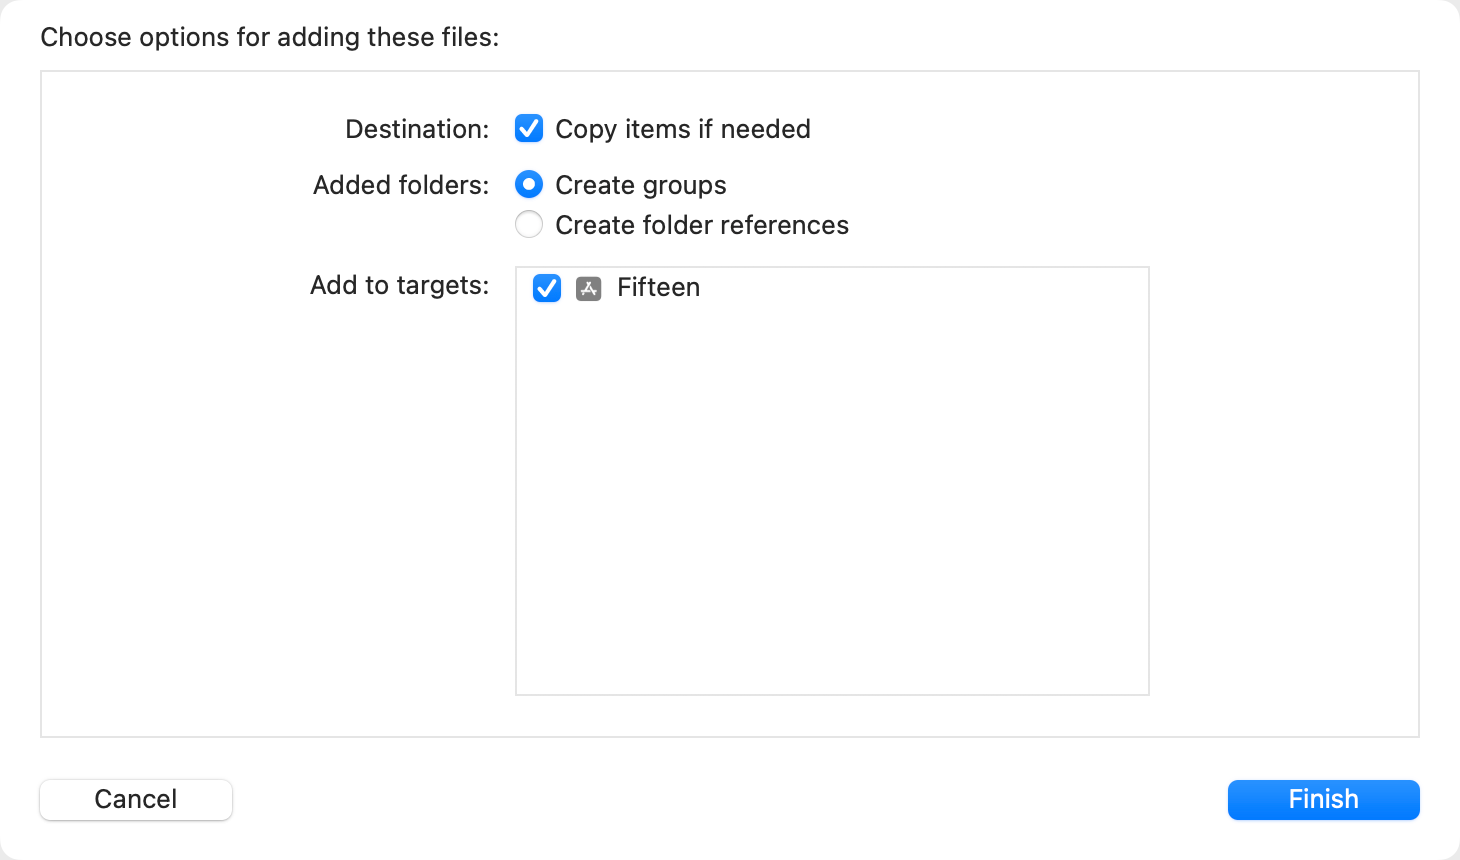 Choose options for adding these files:
Destination: Copy items if needed
Added folders: Create groups
Create folder references
Add to targets: Fifteen
Cancel Finish